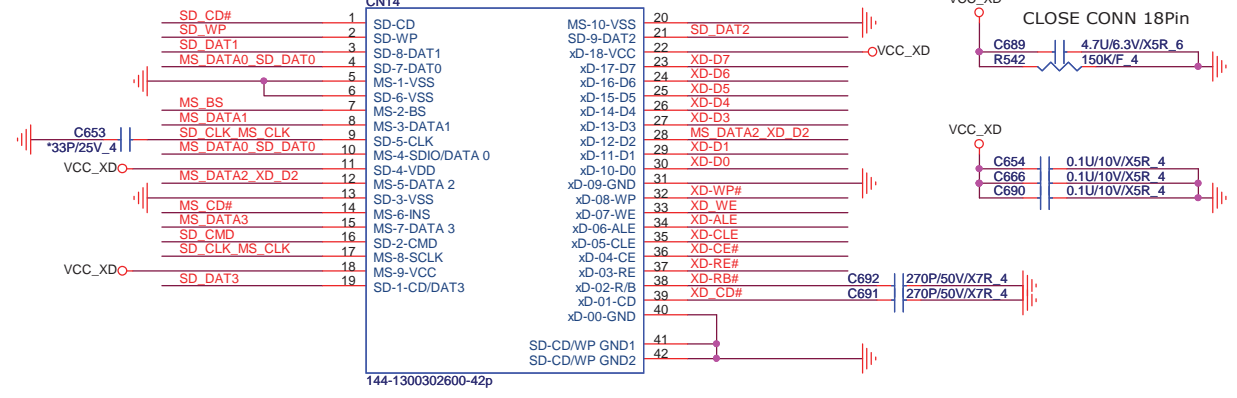 CN14
SD_CD# 1 SD-CD
SD_WP 2 SD-WP
SD_DAT1 3 SD-8-DAT1
MS_DATA0_SD_DAT0 4 SD-7-DAT0
5 MS-1-VSS
6 SD-6-VSS
MS_BS 7 MS-2-BS
MS_DATA1 8 MS-3-DATA1
C653 *33P/25V_4 SD_CLK_MS_CLK 9 SD-5-CLK
MS_DATA0_SD_DAT0 10 MS-4-SDIO/DATA 0
VCC_XD 11 SD-4-VDD
MS_DATA2_XD_D2 12 MS-5-DATA 2
13 SD-3-VSS
MS_CD# 14 MS-6-INS
MS_DATA3 15 MS-7-DATA 3
SD_CMD 16 SD-2-CMD
SD_CLK_MS_CLK 17 MS-8-SCLK
VCC_XD 18 MS-9-VCC
SD_DAT3 19 SD-1-CD/DAT3
MS-10-VSS 20
SD-9-DAT2 21 SD_DAT2
xD-18-VCC 22 VCC_XD
xD-17-D7 23 XD-D7
xD-16-D6 24 XD-D6
xD-15-D5 25 XD-D5
xD-14-D4 26 XD-D4
xD-13-D3 27 XD-D3
xD-12-D2 28 MS_DATA2_XD_D2
xD-11-D1 29 XD-D1
xD-10-D0 30 XD-D0
xD-09-GND 31
xD-08-WP 32 XD-WP#
xD-07-WE 33 XD_WE
xD-06-ALE 34 XD-ALE
xD-05-CLE 35 XD-CLE
xD-04-CE 36 XD-CE#
xD-03-RE 37 XD-RE#
xD-02-R/B 38 XD-RB# C692 270P/50V/X7R_4
xD-01-CD 39 XD_CD# C691 270P/50V/X7R_4
xD-00-GND 40
SD-CD/WP GND1 41
SD-CD/WP GND2 42
144-1300302600-42p
VCC_XD
CLOSE CONN 18Pin
C689 4.7U/6.3V/X5R_6
R542 150K/F_4
VCC_XD
C654 0.1U/10V/X5R_4
C666 0.1U/10V/X5R_4
C690 0.1U/10V/X5R_4